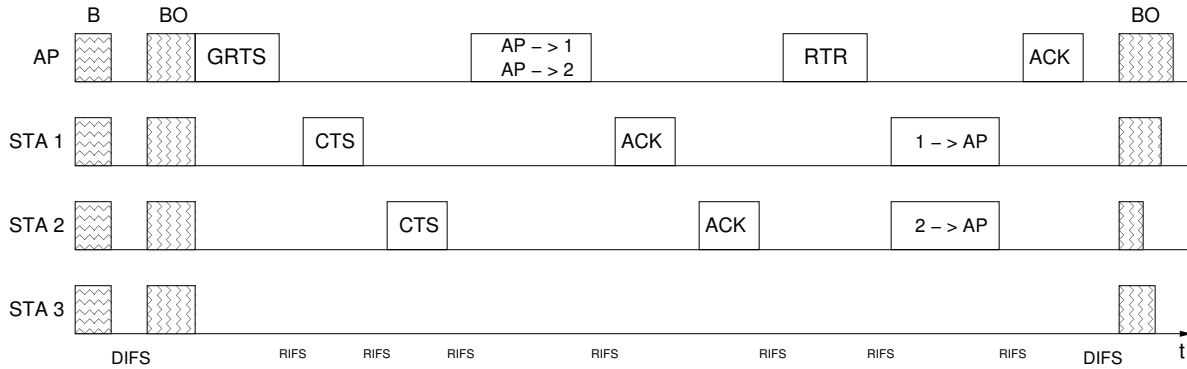 B BO BO
AP GRTS AP - > 1 RTR ACK
AP - > 2
STA 1 CTS ACK 1 - > AP
STA 2 CTS ACK 2 - > AP
STA 3
DIFS RIFS RIFS RIFS RIFS RIFS RIFS RIFS DIFS t